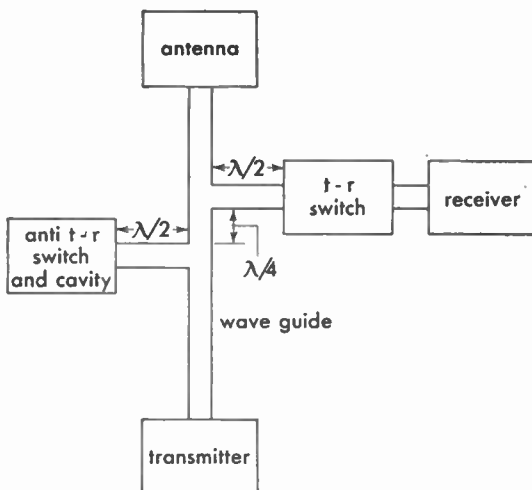 antenna
λ/2
t-r
switch
receiver
anti t-r
switch
and cavity
λ/2
λ/4
wave guide
transmitter